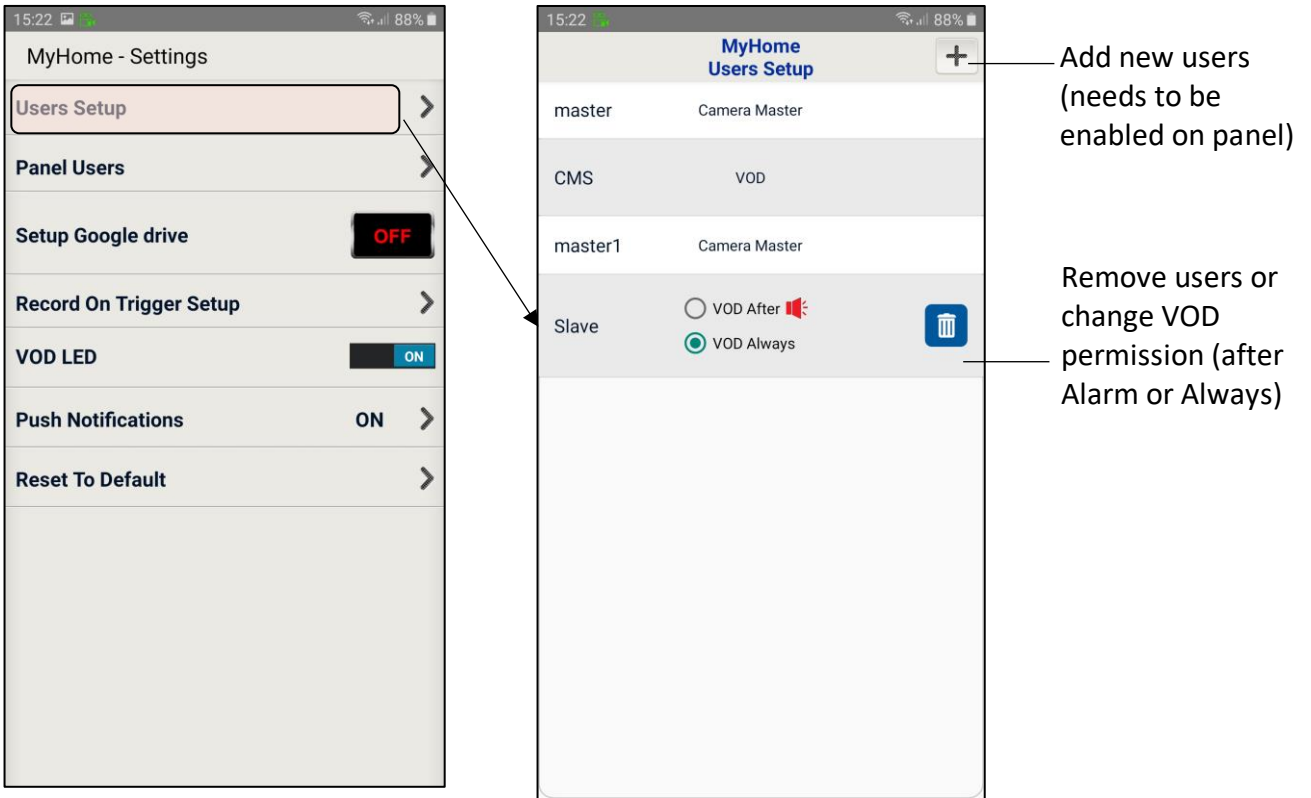 15:22 88%
MyHome - Settings
Users Setup
Panel Users
Setup Google drive OFF
Record On Trigger Setup
VOD LED ON
Push Notifications ON
Reset To Default
15:22 88%
MyHome
Users Setup
master Camera Master
CMS VOD
master1 Camera Master
Slave
VOD After
VOD Always
Add new users
(needs to be
enabled on panel)
Remove users or
change VOD
permission (after
Alarm or Always)